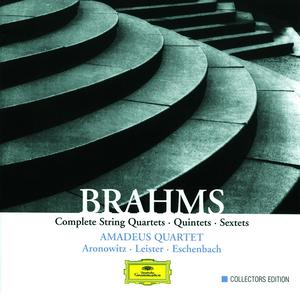 BRAHMS
Complete String Quartets · Quintets · Sextets
AMADEUS QUARTET
Aronowitz · Leister · Eschenbach
Deutsche
Grammophon
COLLECTORS EDITION